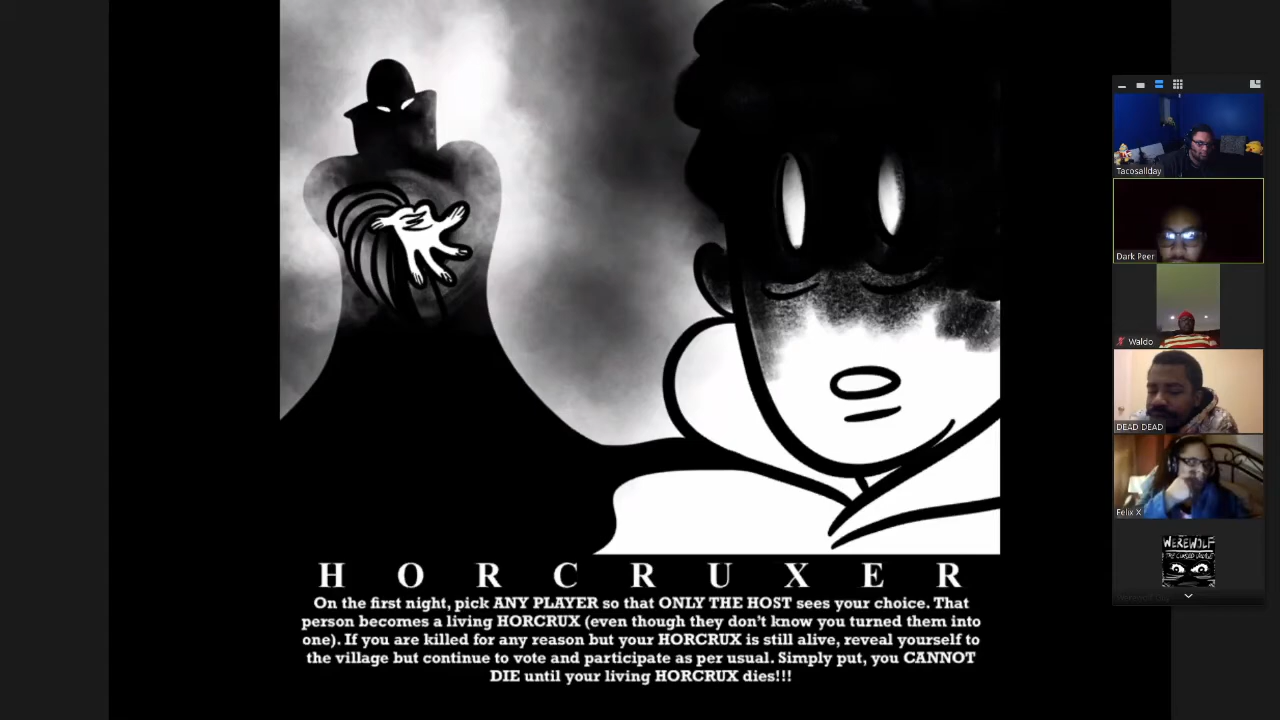 Tacosallday
Dark Peer
Waldo
DEAD DEAD
Felix X
WEREWOLF
THE CURSED VILLAGE
H O R C R U X E R
On the first night, pick ANY PLAYER so that ONLY THE HOST sees your choice. That
person becomes a living HORCRUX (even though they don't know you turned them into
one). If you are killed for any reason but your HORCRUX is still alive, reveal yourself to
the village but continue to vote and participate as per usual. Simply put, you CANNOT
DIE until your living HORCRUX dies!!!